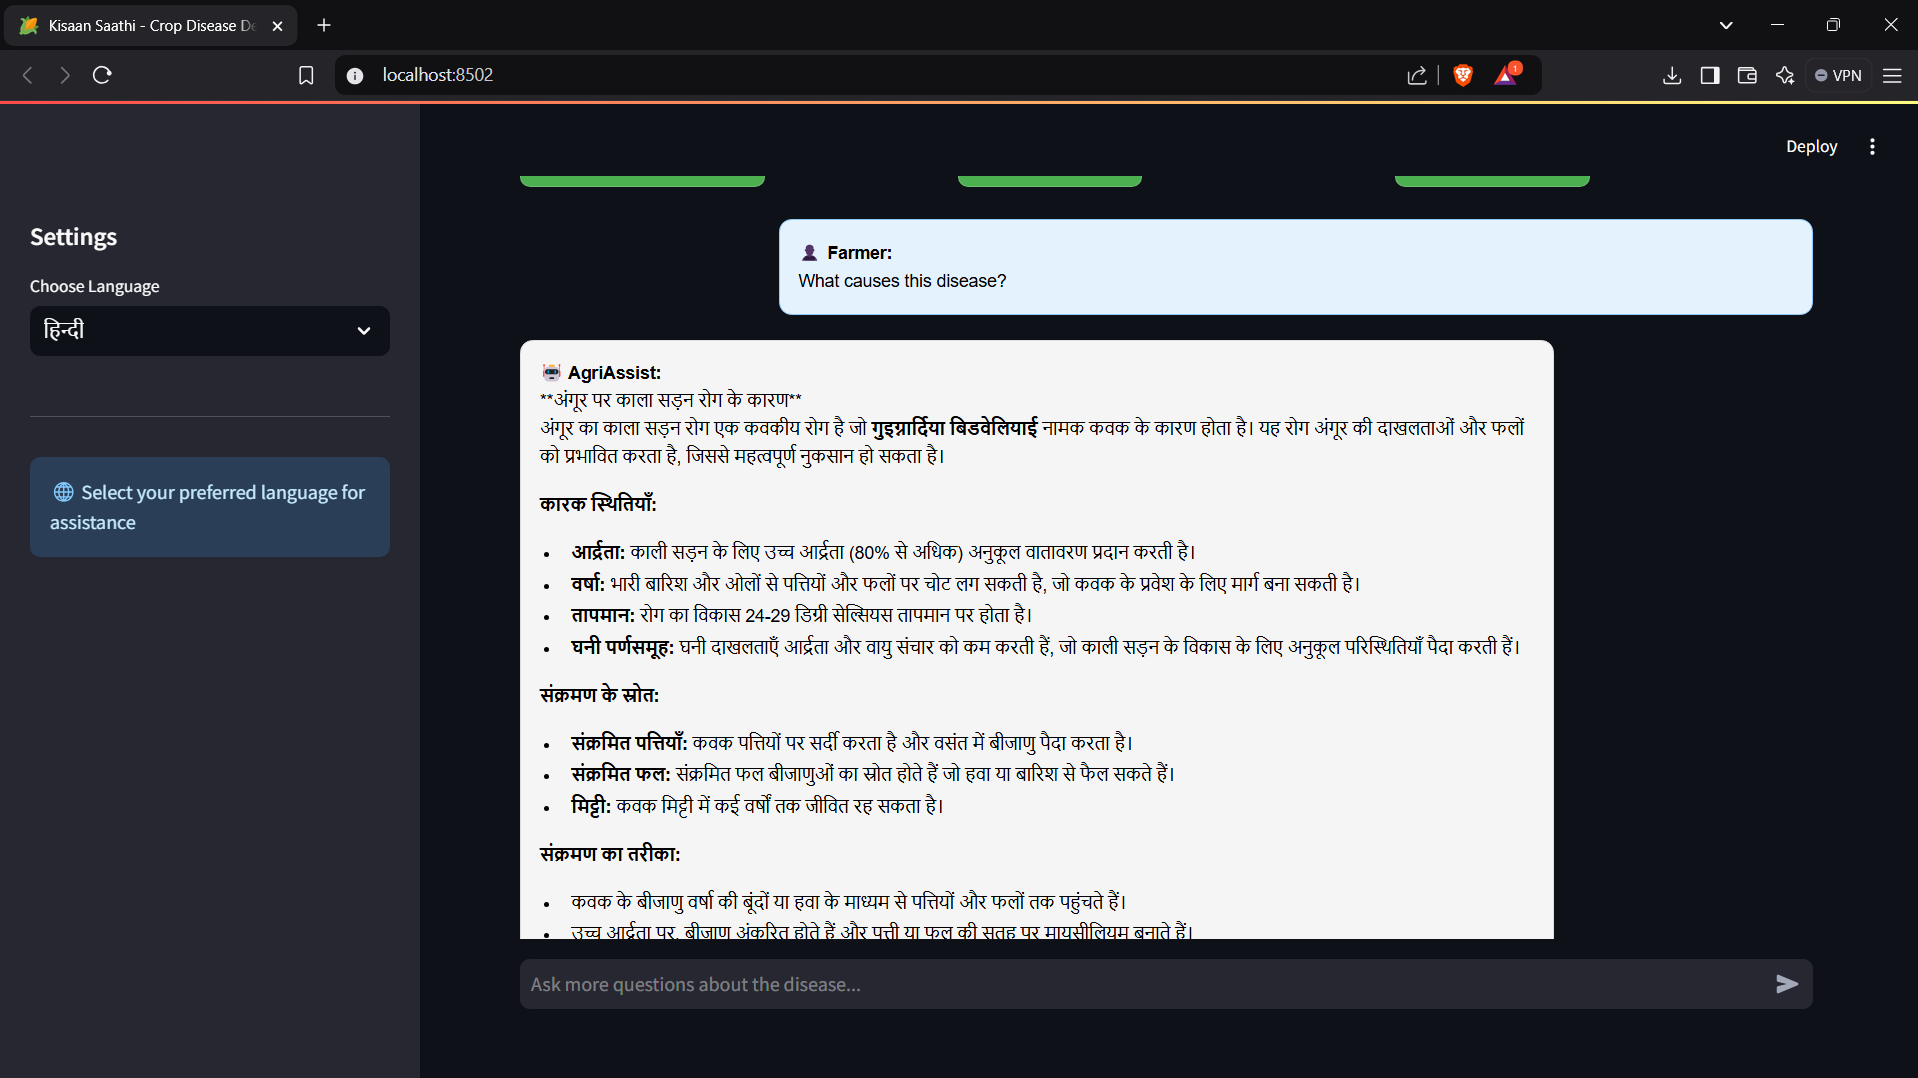 Kisaan Saathi - Crop Disease De
localhost:8502
1
VPN
Deploy
Settings
Choose Language
हिन्दी
Select your preferred language for
assistance
Farmer:
What causes this disease?
AgriAssist:
**अंगूर पर काला सड़न रोग के कारण**
अंगूर का काला सड़न रोग एक कवकीय रोग है जो गुइग्नार्दिया बिडवेलियाई नामक कवक के कारण होता है। यह रोग अंगूर की दाखलताओं और फलों
को प्रभावित करता है, जिससे महत्वपूर्ण नुकसान हो सकता है।
कारक स्थितियाँ:
• आर्द्रता: काली सड़न के लिए उच्च आर्द्रता (80% से अधिक) अनुकूल वातावरण प्रदान करती है।
• वर्षा: भारी बारिश और ओलों से पत्तियों और फलों पर चोट लग सकती है, जो कवक के प्रवेश के लिए मार्ग बना सकती है।
• तापमान: रोग का विकास 24-29 डिग्री सेल्सियस तापमान पर होता है।
• घनी पर्णसमूह: घनी दाखलताएँ आर्द्रता और वायु संचार को कम करती हैं, जो काली सड़न के विकास के लिए अनुकूल परिस्थितियाँ पैदा करती हैं।
संक्रमण के स्रोत:
• संक्रमित पत्तियाँ: कवक पत्तियों पर सर्दी करता है और वसंत में बीजाणु पैदा करता है।
• संक्रमित फल: संक्रमित फल बीजाणुओं का स्रोत होते हैं जो हवा या बारिश से फैल सकते हैं।
• मिट्टी: कवक मिट्टी में कई वर्षों तक जीवित रह सकता है।
संक्रमण का तरीका:
• कवक के बीजाणु वर्षा की बूंदों या हवा के माध्यम से पत्तियों और फलों तक पहुंचते हैं।
• उच्च आर्द्रता पर, बीजाणु अंकुरित होते हैं और पत्ती या फल की सतह पर मायसीलियम बनाते हैं।
Ask more questions about the disease...